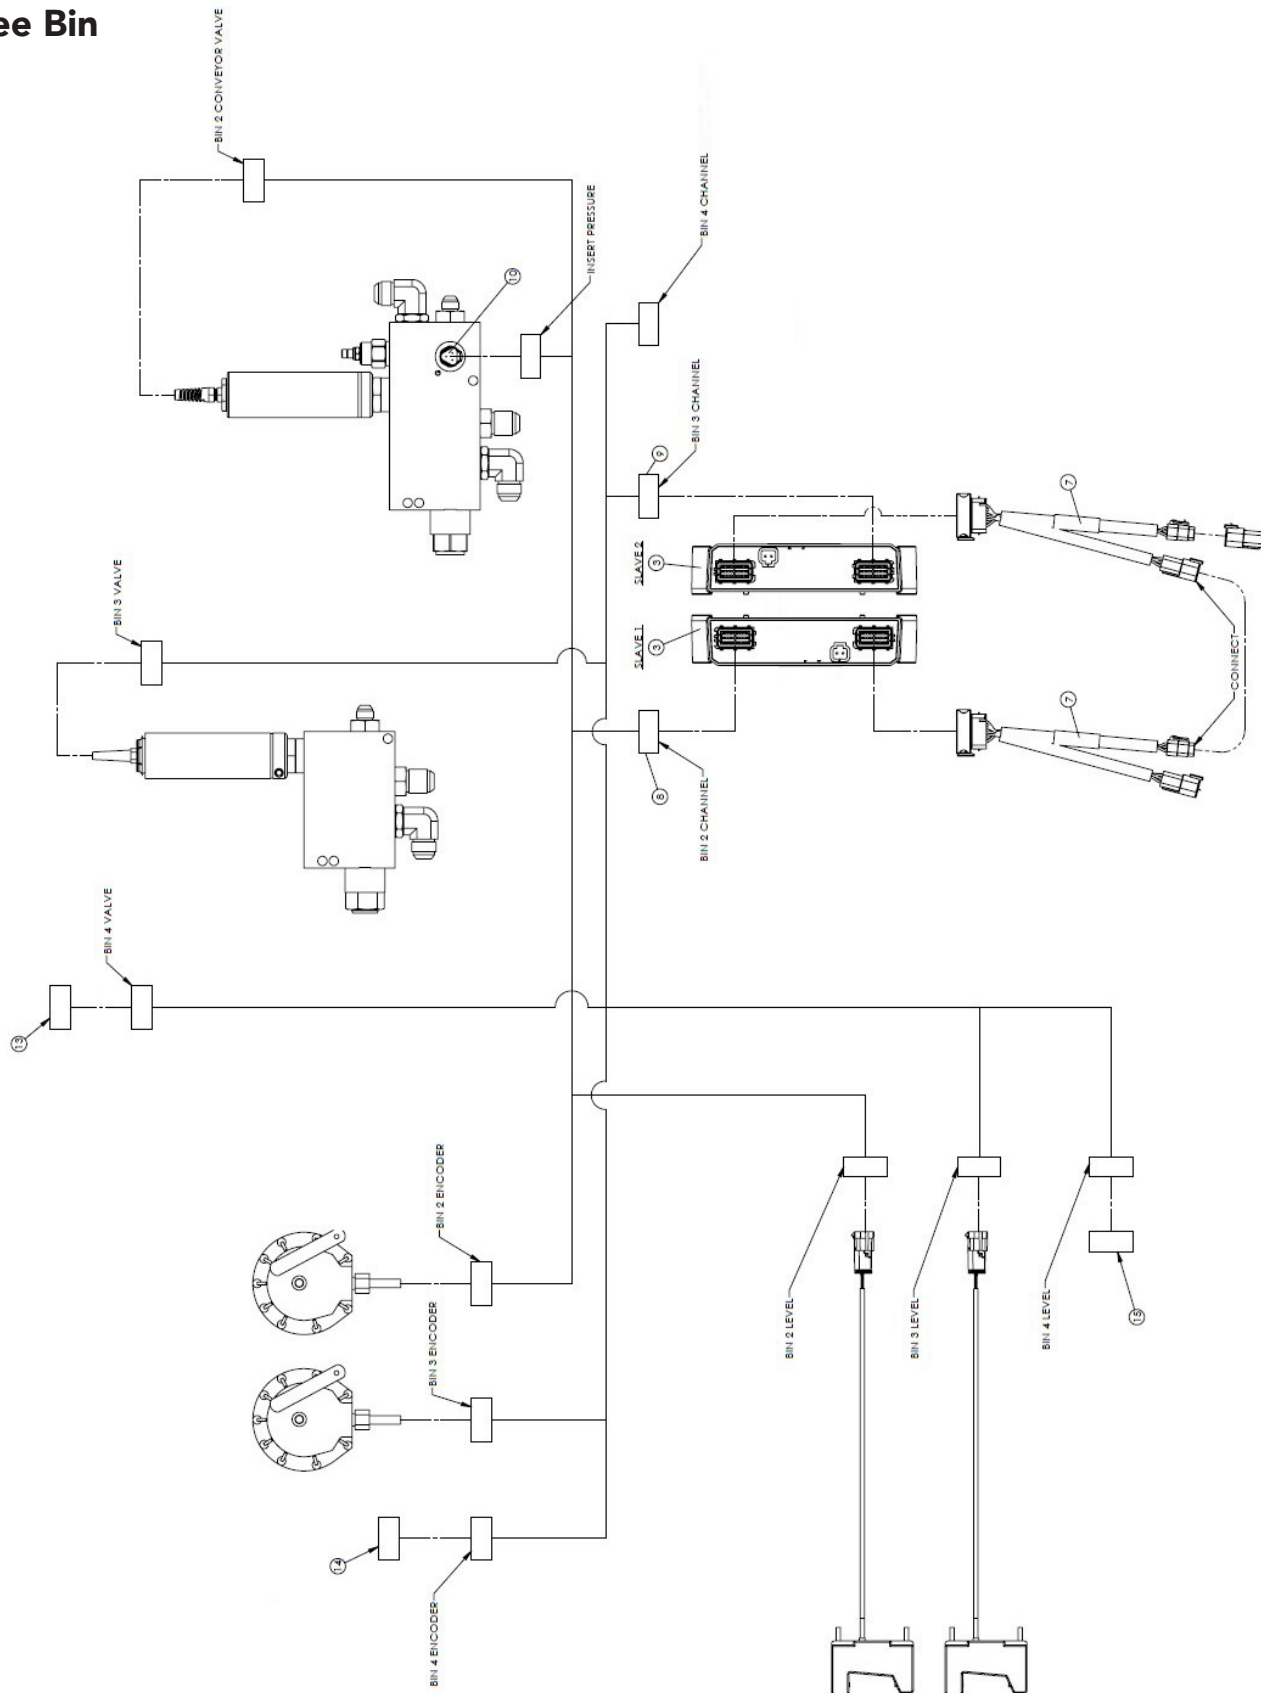 ee Bin
BIN 2 CONVEYOR VALVE
INSERT PRESSURE
10
BIN 4 CHANNEL
BIN 3 CHANNEL
9
BIN 3 VALVE
SLAVE 2
3
SLAVE 1
3
7
7
CONNECT
8
BIN 2 CHANNEL
BIN 4 VALVE
13
BIN 2 ENCODER
BIN 3 ENCODER
14
BIN 4 ENCODER
BIN 2 LEVEL
BIN 3 LEVEL
BIN 4 LEVEL
15